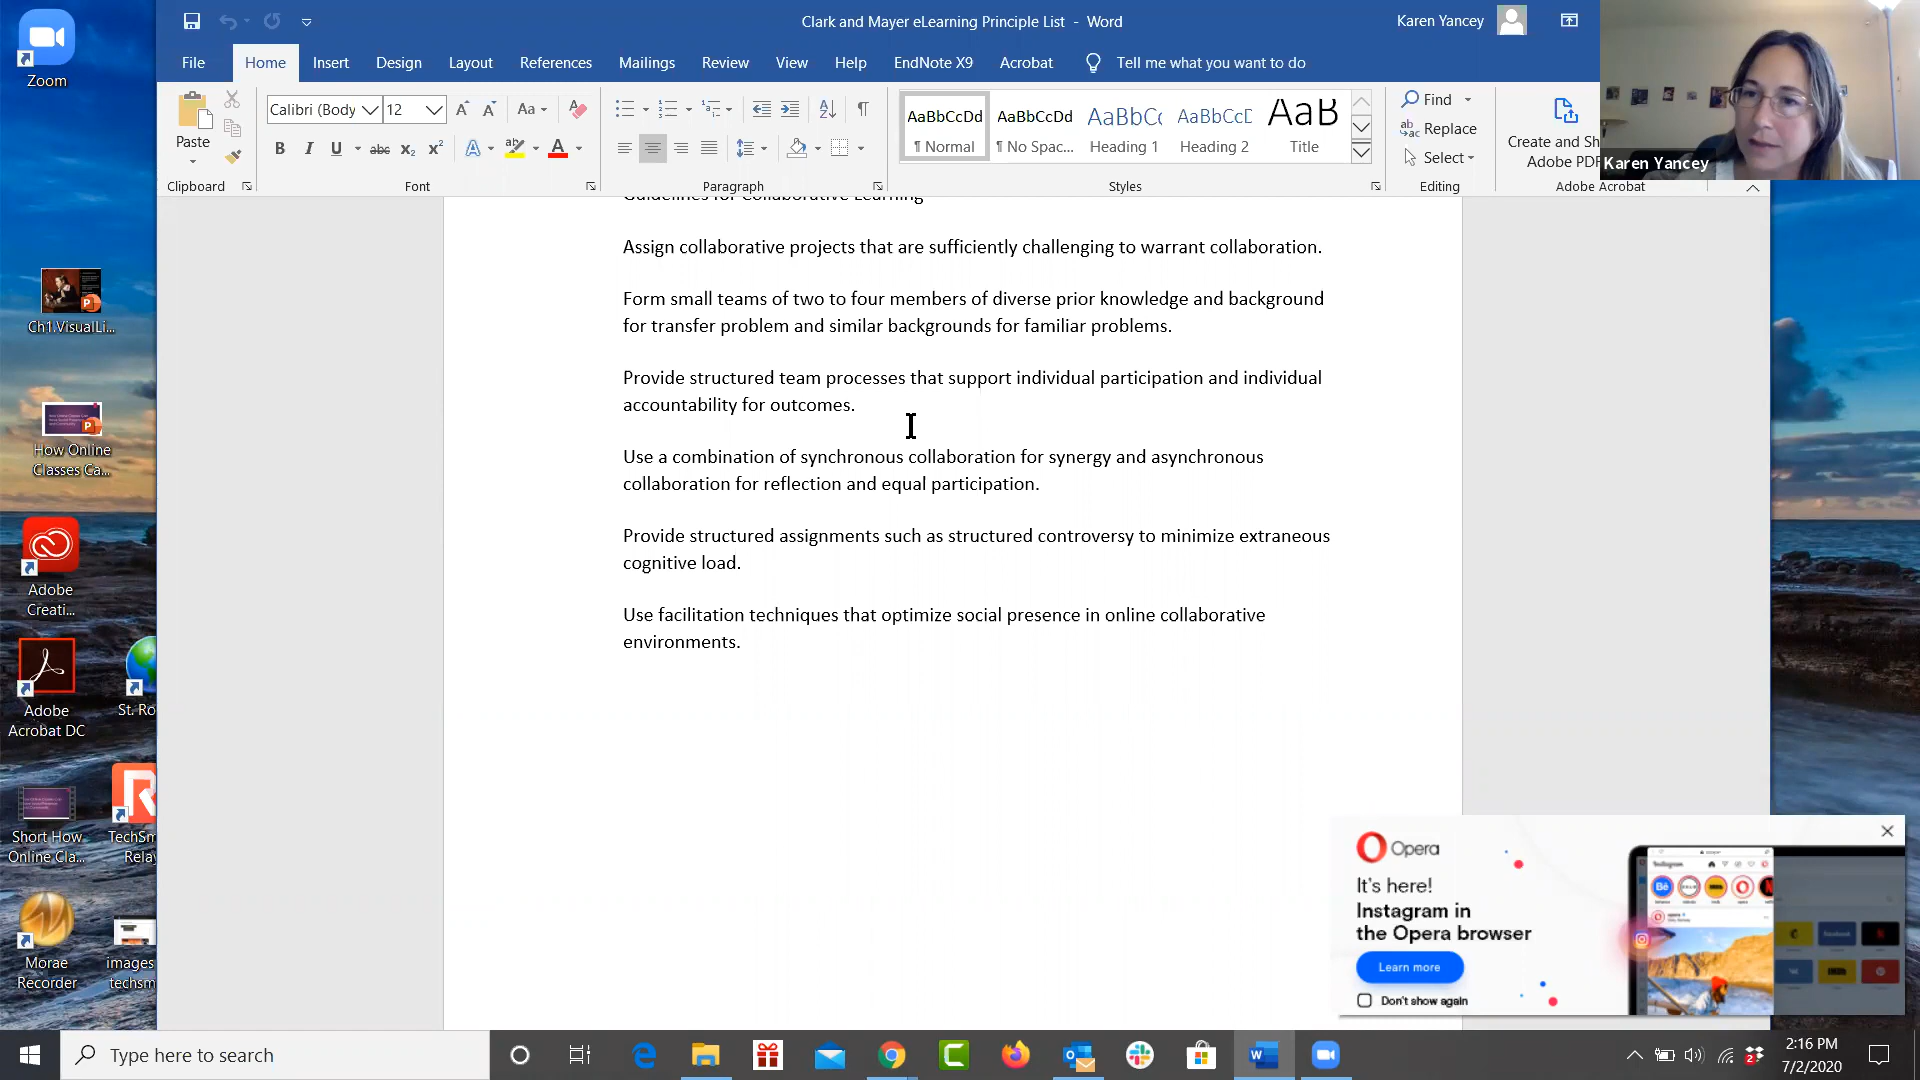 Clark and Mayer eLearning Principle List - Word
Karen Yancey
File Home Insert Design Layout References Mailings Review View Help EndNote X9 Acrobat Tell me what you want to do
Paste
Calibri (Body 12
Aa
B I U abc x₂ x² A A
AaBbCcDd AaBbCcDd AaBbCc AaBbCcE AaB
¶ Normal ¶ No Spac... Heading 1 Heading 2 Title
Find
Replace
Select
Create and Sh
Adobe PDF
Clipboard Font Paragraph Styles Editing Adobe Acrobat
Karen Yancey
Guidelines for Collaborative Learning
Assign collaborative projects that are sufficiently challenging to warrant collaboration.
Form small teams of two to four members of diverse prior knowledge and background
for transfer problem and similar backgrounds for familiar problems.
Provide structured team processes that support individual participation and individual
accountability for outcomes.
Use a combination of synchronous collaboration for synergy and asynchronous
collaboration for reflection and equal participation.
Provide structured assignments such as structured controversy to minimize extraneous
cognitive load.
Use facilitation techniques that optimize social presence in online collaborative
environments.
Zoom
Ch1.VisualLi...
How Online
Classes Ca...
Adobe
Creati...
Adobe
Acrobat DC
St. Ro
Short How
Online Cla...
TechSm
Rela
Morae
Recorder
images
techsm
Opera
It's here!
Instagram in
the Opera browser
Learn more
Don't show again
Type here to search
2:16 PM
7/2/2020